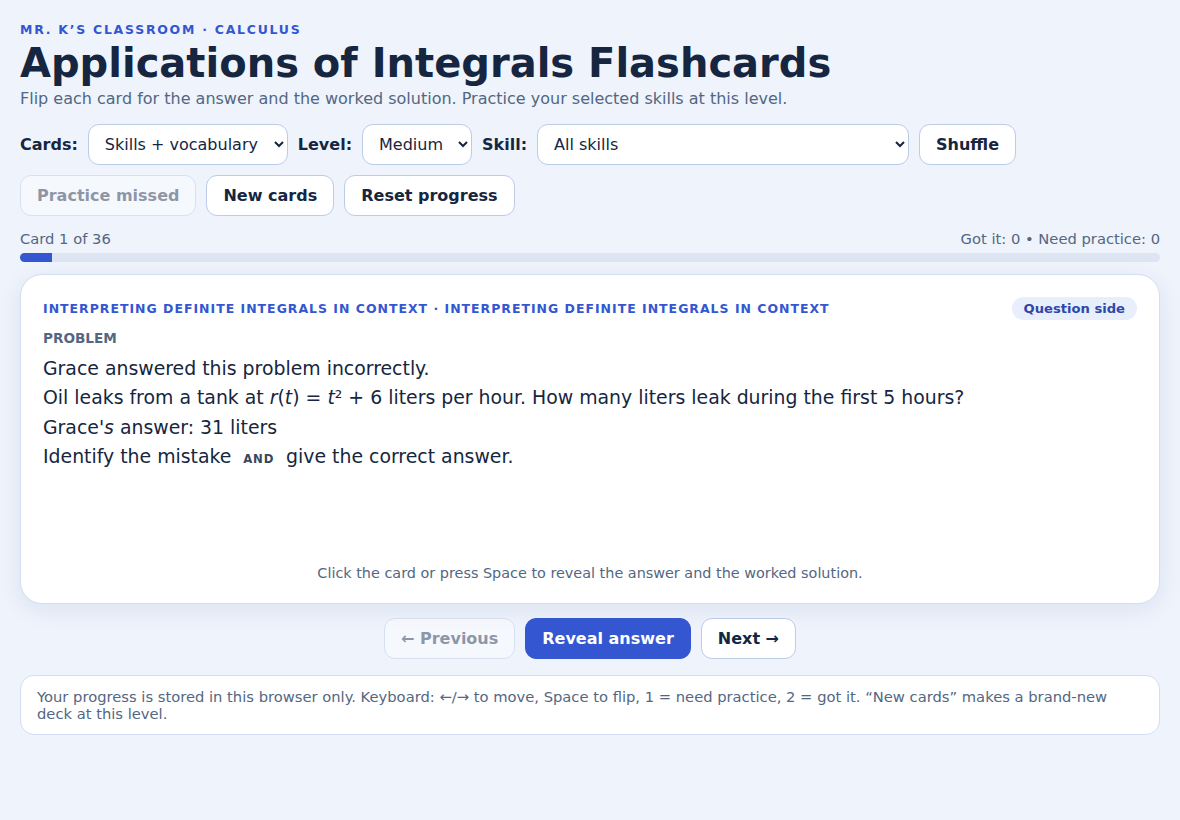 MR. K’S CLASSROOM · CALCULUS
Applications of Integrals Flashcards
Flip each card for the answer and the worked solution. Practice your selected skills at this level.
Cards: Skills + vocabulary Level: Medium Skill: All skills Shuffle
Practice missed New cards Reset progress
Card 1 of 36 Got it: 0 • Need practice: 0
INTERPRETING DEFINITE INTEGRALS IN CONTEXT · INTERPRETING DEFINITE INTEGRALS IN CONTEXT Question side
PROBLEM
Grace answered this problem incorrectly.
Oil leaks from a tank at r(t) = t² + 6 liters per hour. How many liters leak during the first 5 hours?
Grace's answer: 31 liters
Identify the mistake AND give the correct answer.
Click the card or press Space to reveal the answer and the worked solution.
← Previous Reveal answer Next →
Your progress is stored in this browser only. Keyboard: ←/→ to move, Space to flip, 1 = need practice, 2 = got it. “New cards” makes a brand-new
deck at this level.